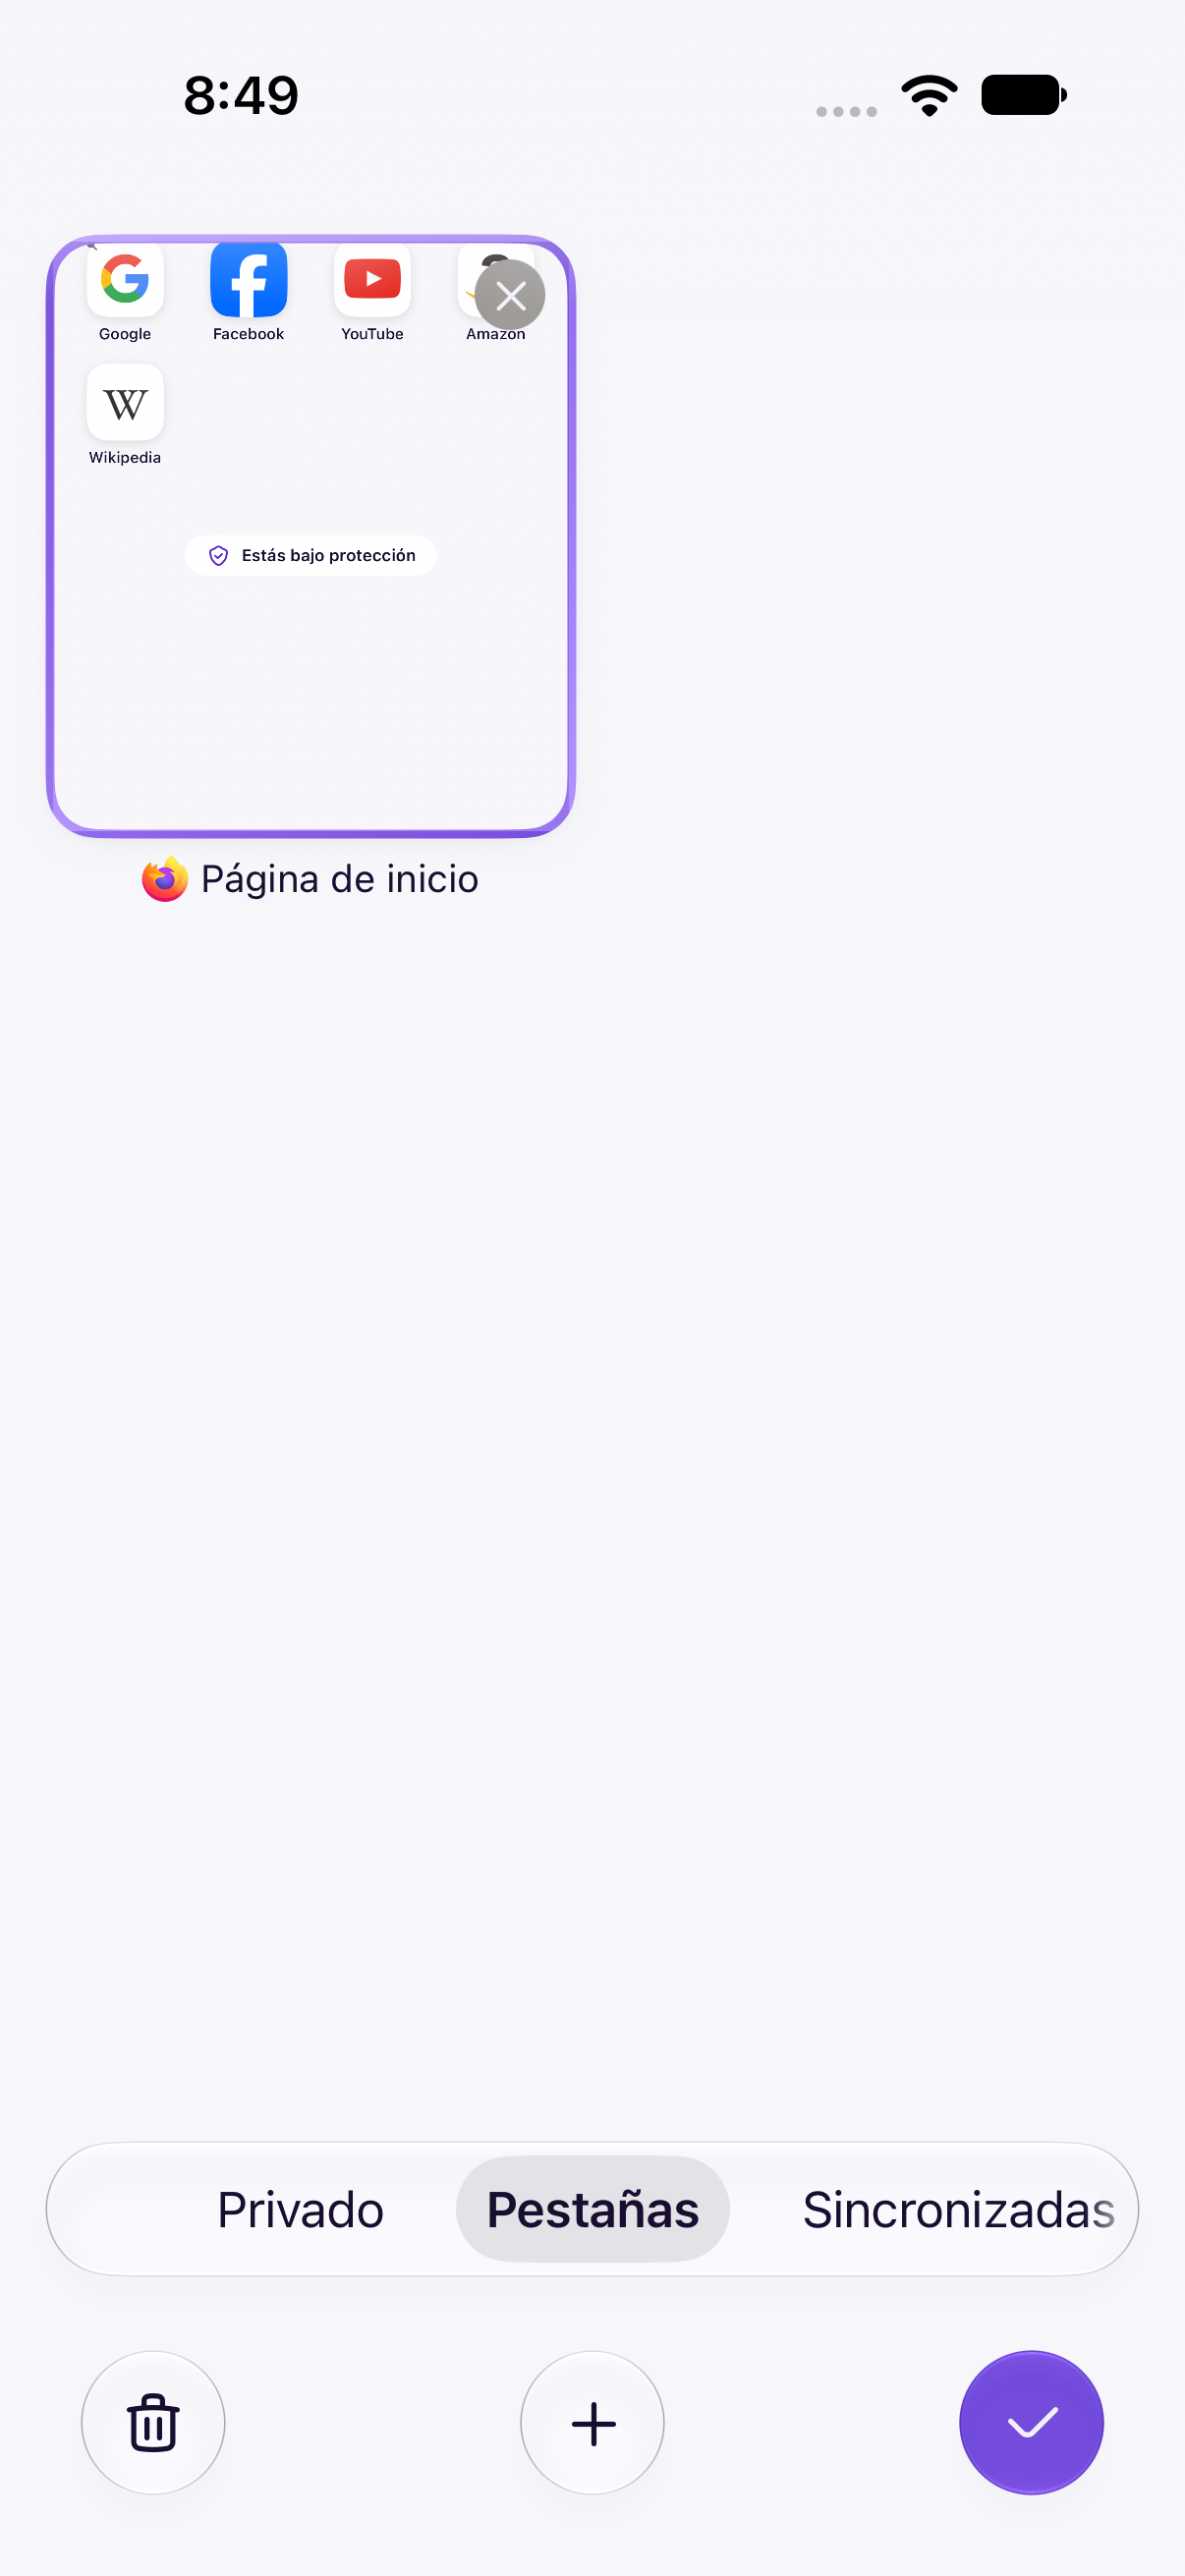 8:49
Google Facebook YouTube Amazon
W
Wikipedia
Estás bajo protección
Página de inicio
Privado Pestañas Sincronizadas